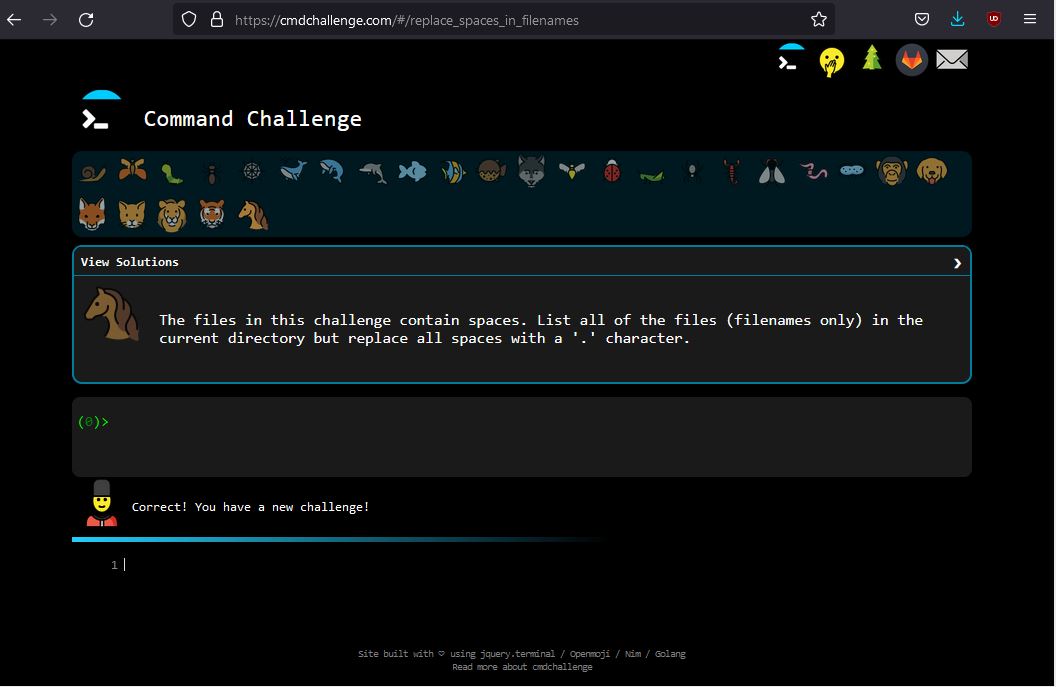 https://cmdchallenge.com/#/replace_spaces_in_filenames
Command Challenge
View Solutions
The files in this challenge contain spaces. List all of the files (filenames only) in the
current directory but replace all spaces with a '.' character.
(0)>
Correct! You have a new challenge!
1
Site built with ♡ using jquery.terminal / Openmoji / Nim / Golang
Read more about cmdchallenge